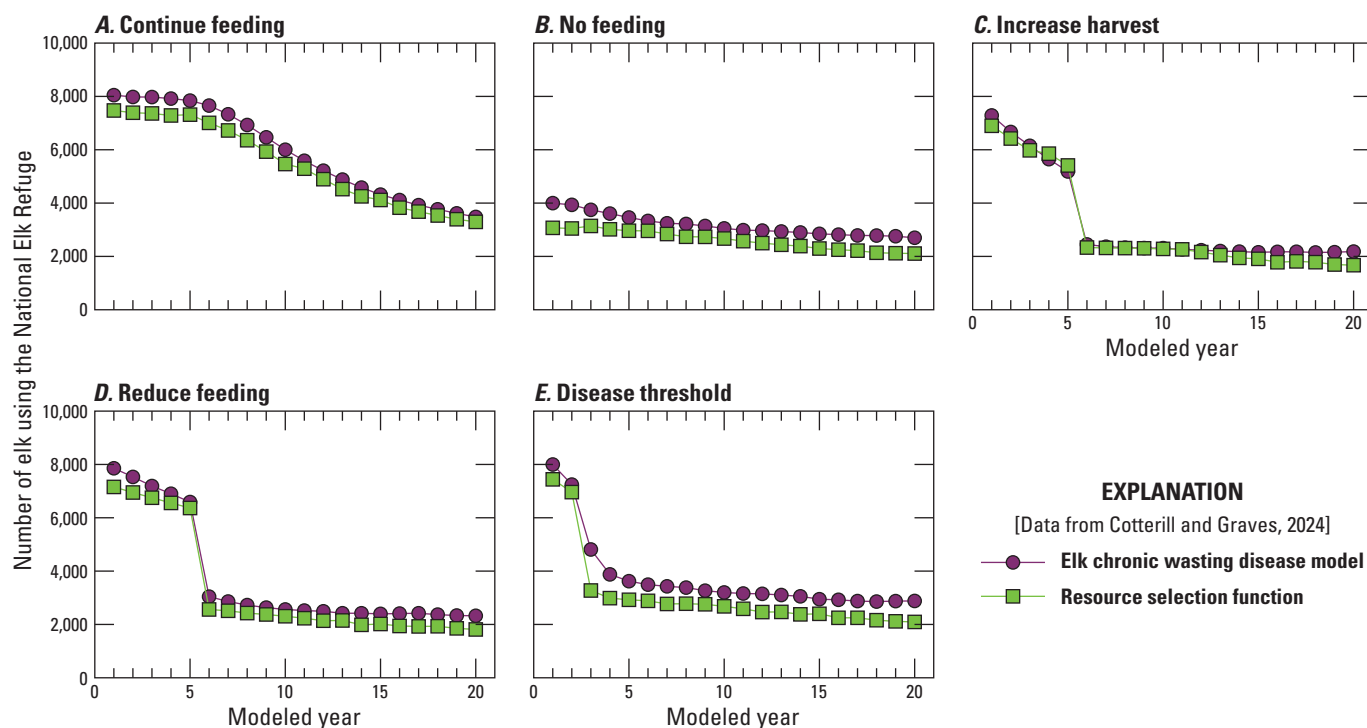 A. Continue feeding
B. No feeding
C. Increase harvest
10,000
8,000
6,000
4,000
2,000
0
0 5 10 15 20
Modeled year
D. Reduce feeding
E. Disease threshold
10,000
8,000
6,000
4,000
2,000
0
0 5 10 15 20
0 5 10 15 20
Modeled year
Modeled year
Number of elk using the National Elk Refuge
EXPLANATION
[Data from Cotterill and Graves, 2024]
Elk chronic wasting disease model
Resource selection function